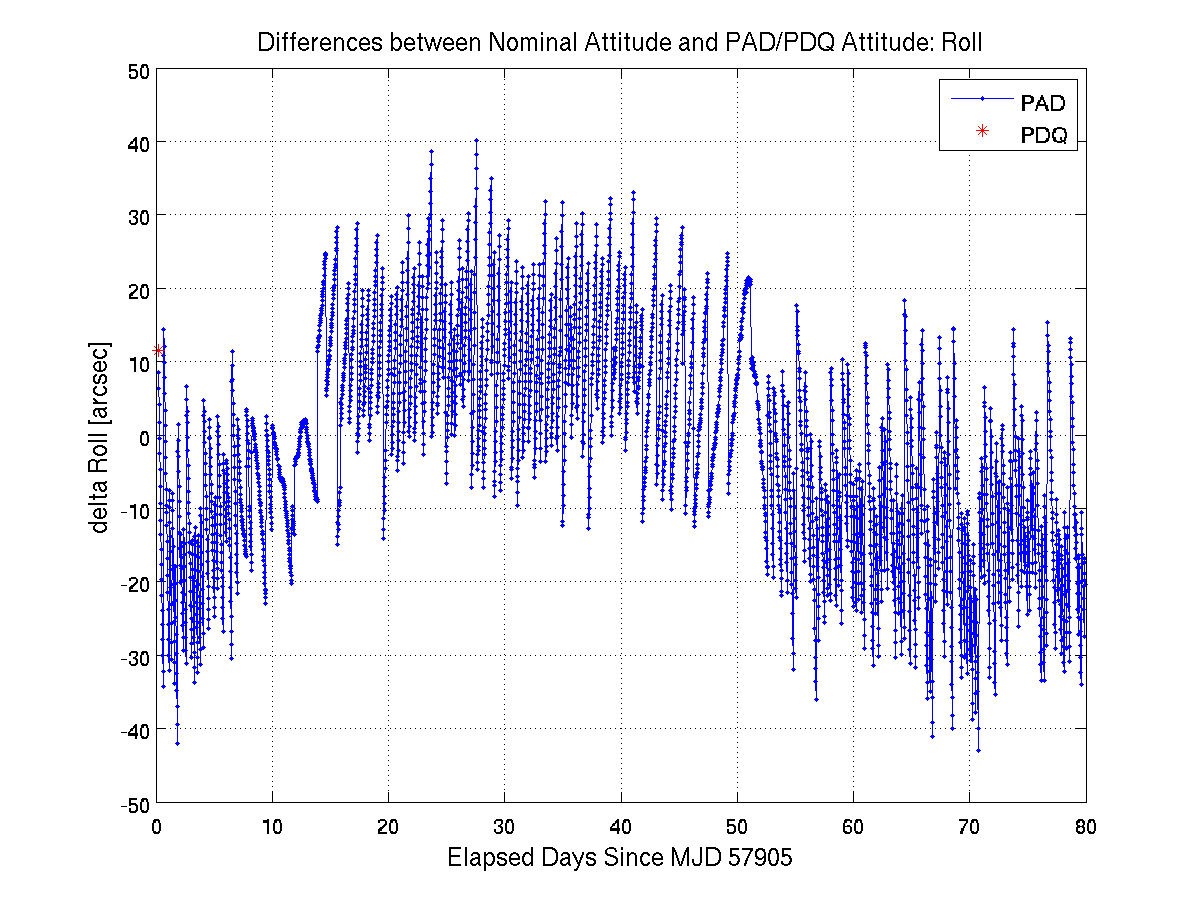 Differences between Nominal Attitude and PAD/PDQ Attitude: Roll
50
40
30
20
10
0
-10
-20
-30
-40
-50
delta Roll [arcsec]
PAD
PDQ
0 10 20 30 40 50 60 70 80
Elapsed Days Since MJD 57905